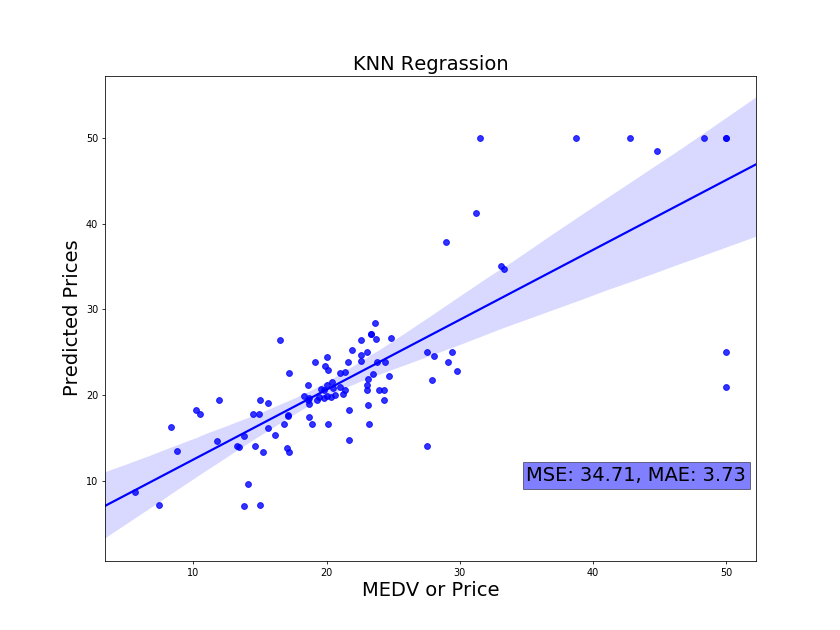 KNN Regrassion
Predicted Prices
50
40
30
20
10
MSE: 34.71, MAE: 3.73
10 20 30 40 50
MEDV or Price